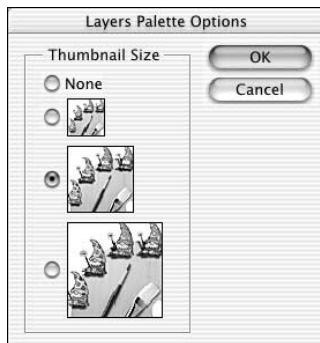 Layers Palette Options
Thumbnail Size
None
OK
Cancel